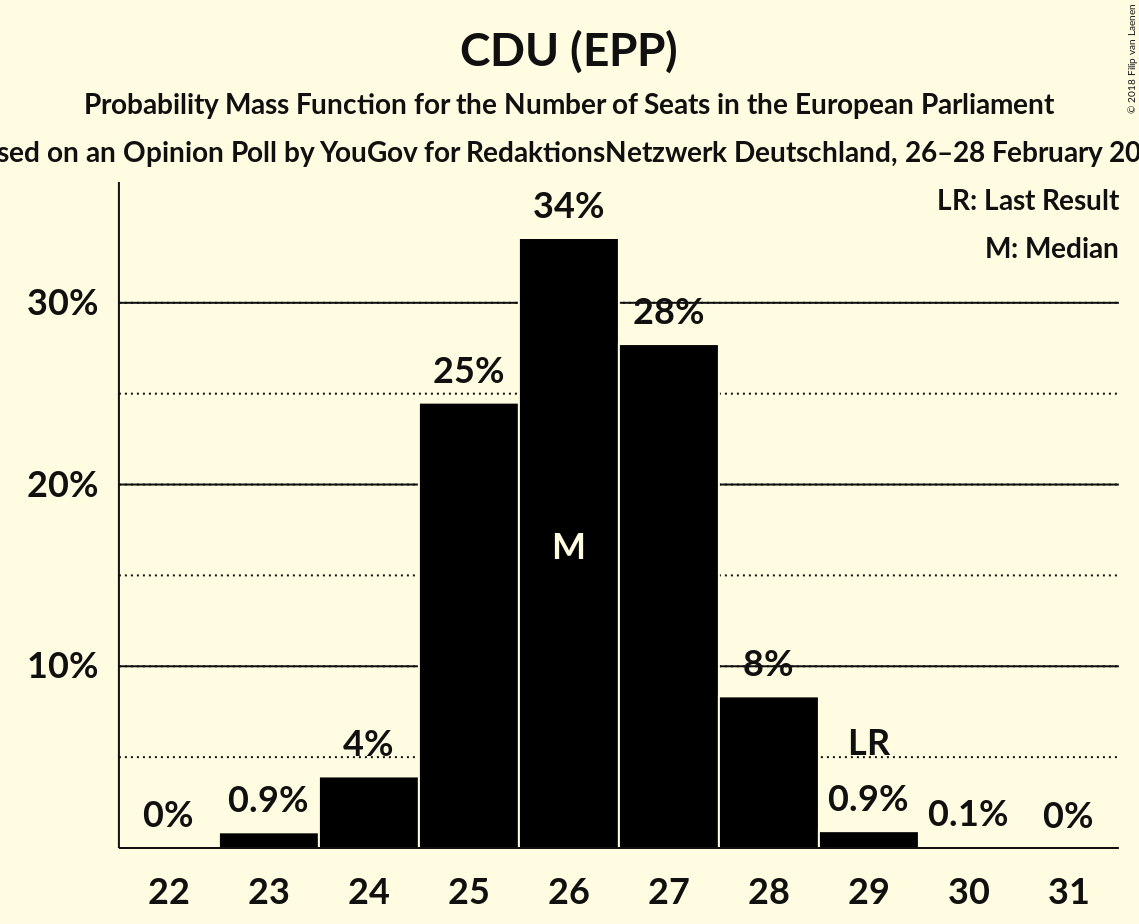 CDU (EPP)
Probability Mass Function for the Number of Seats in the European Parliament
sed on an Opinion Poll by YouGov for RedaktionsNetzwerk Deutschland, 26–28 February 20
© 2018 Filip van Laenen
LR: Last Result
M: Median
34%
30%
28%
25%
20%
M
10%
8%
4%
LR
0%
0.9%
0.9%
0.1%
0%
22 23 24 25 26 27 28 29 30 31